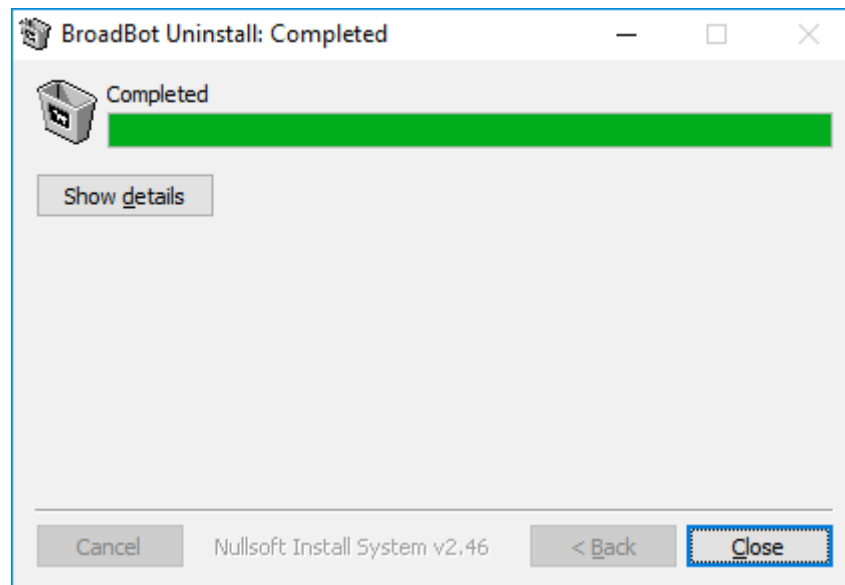 BroadBot Uninstall: Completed
Completed
Show details
Cancel
Nullsoft Install System v2.46
< Back
Close